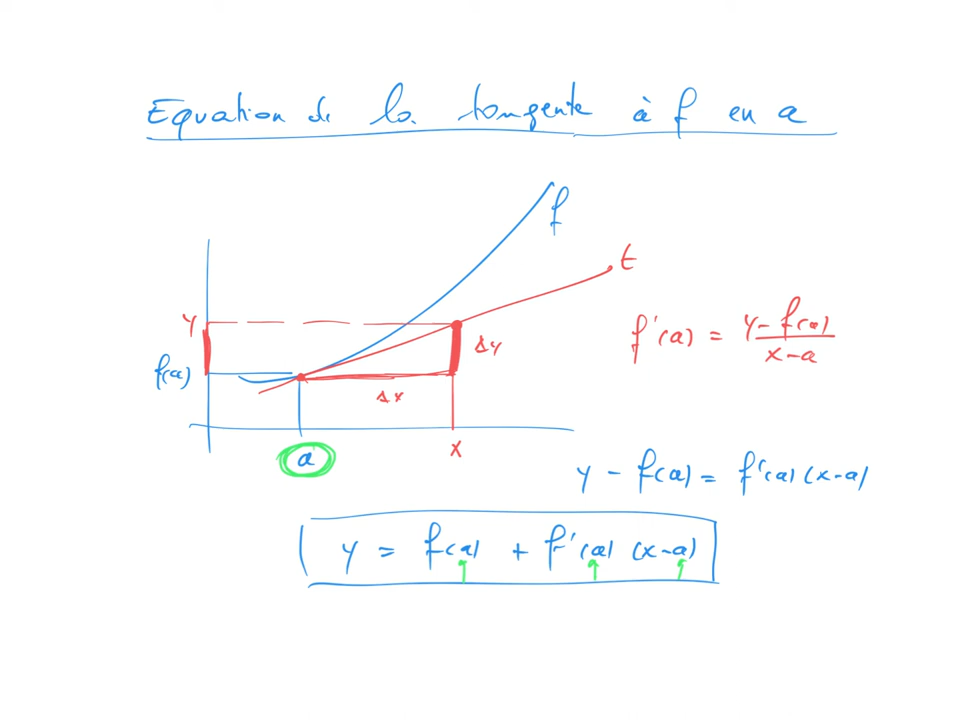 Equation de la tangente à f en a
f
t
y
f(a)
Δy
Δx
a
x
f'(a) = (y - f(a)) / (x - a)
y - f(a) = f'(a) (x-a)
y = f(a) + f'(a) (x-a)